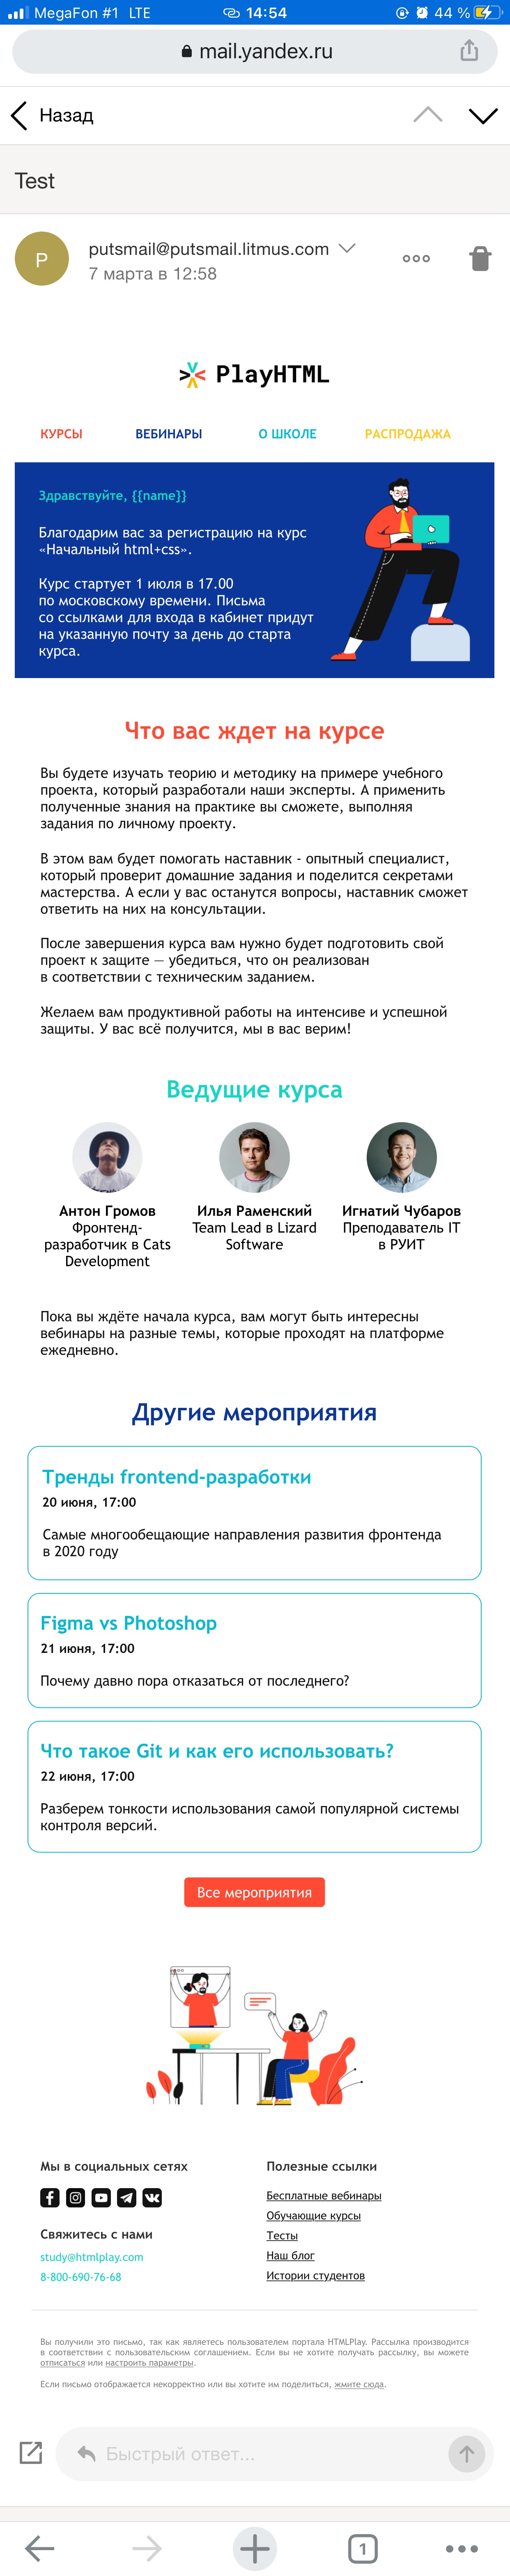 MegaFon #1 LTE 14:54 44 %
mail.yandex.ru
Назад
Test
P
putsmail@putsmail.litmus.com
7 марта в 12:58
PlayHTML
КУРСЫ ВЕБИНАРЫ О ШКОЛЕ РАСПРОДАЖА
Здравствуйте, {{name}}
Благодарим вас за регистрацию на курс
«Начальный html+css».
Курс стартует 1 июля в 17.00
по московскому времени. Письма
со ссылками для входа в кабинет придут
на указанную почту за день до старта
курса.
Что вас ждет на курсе
Вы будете изучать теорию и методику на примере учебного
проекта, который разработали наши эксперты. А применить
полученные знания на практике вы сможете, выполняя
задания по личному проекту.
В этом вам будет помогать наставник - опытный специалист,
который проверит домашние задания и поделится секретами
мастерства. А если у вас останутся вопросы, наставник сможет
ответить на них на консультации.
После завершения курса вам нужно будет подготовить свой
проект к защите — убедиться, что он реализован
в соответствии с техническим заданием.
Желаем вам продуктивной работы на интенсиве и успешной
защиты. У вас всё получится, мы в вас верим!
Ведущие курса
Антон Громов
Фронтенд-
разработчик в Cats
Development
Илья Раменский
Team Lead в Lizard
Software
Игнатий Чубаров
Преподаватель IT
в РУИТ
Пока вы ждёте начала курса, вам могут быть интересны
вебинары на разные темы, которые проходят на платформе
ежедневно.
Другие мероприятия
Тренды frontend-разработки
20 июня, 17:00
Самые многообещающие направления развития фронтенда
в 2020 году
Figma vs Photoshop
21 июня, 17:00
Почему давно пора отказаться от последнего?
Что такое Git и как его использовать?
22 июня, 17:00
Разберем тонкости использования самой популярной системы
контроля версий.
Все мероприятия
Мы в социальных сетях
Свяжитесь с нами
study@htmlplay.com
8-800-690-76-68
Полезные ссылки
Бесплатные вебинары
Обучающие курсы
Тесты
Наш блог
Истории студентов
Вы получили это письмо, так как являетесь пользователем портала HTMLPlay. Рассылка производится
в соответствии с пользовательским соглашением. Если вы не хотите получать рассылку, вы можете
отписаться или настроить параметры.
Если письмо отображается некорректно или вы хотите им поделиться, жмите сюда.
Быстрый ответ...
1